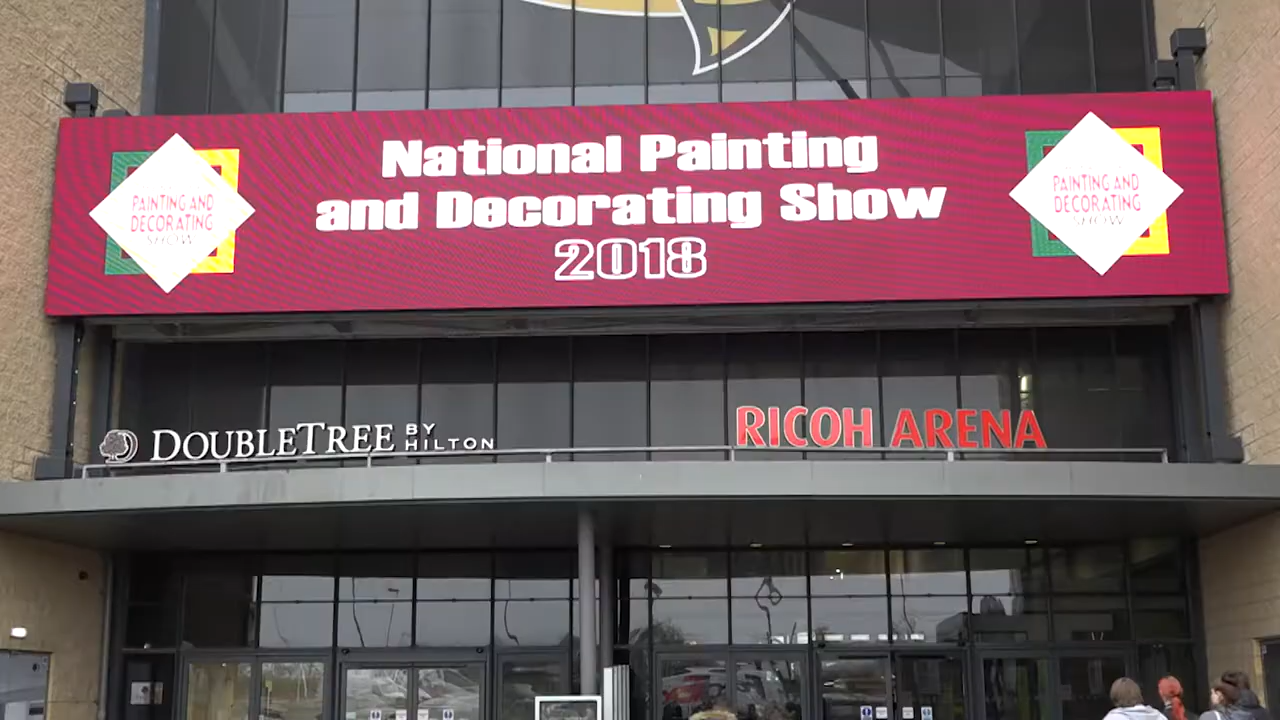 National Painting
and Decorating Show
2018
PAINTING AND
DECORATING
SHOW
PAINTING AND
DECORATING
SHOW
DOUBLETREE BY HILTON
RICOH ARENA